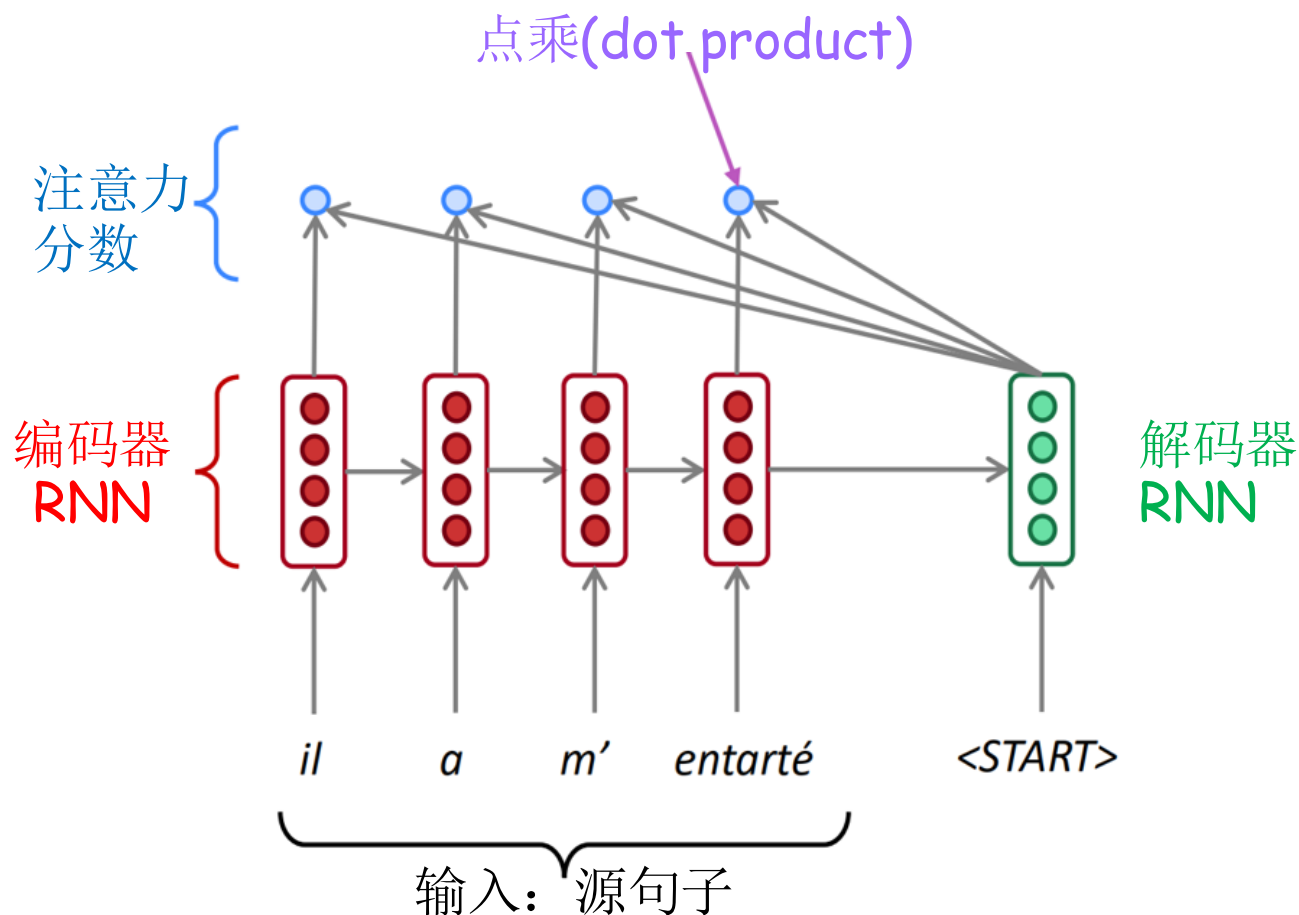 点乘(dot product)
注意力
分数
编码器
RNN
解码器
RNN
il a m’ entarté <START>
输入：源句子